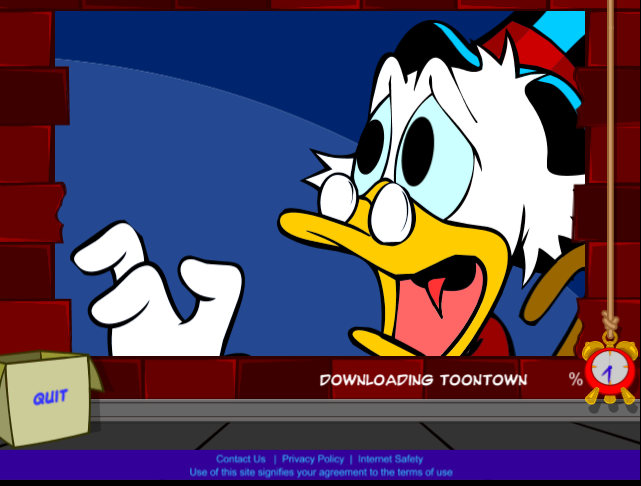 DOWNLOADING TOONTOWN %
1
QUIT
Contact Us | Privacy Policy | Internet Safety
Use of this site signifies your agreement to the terms of use